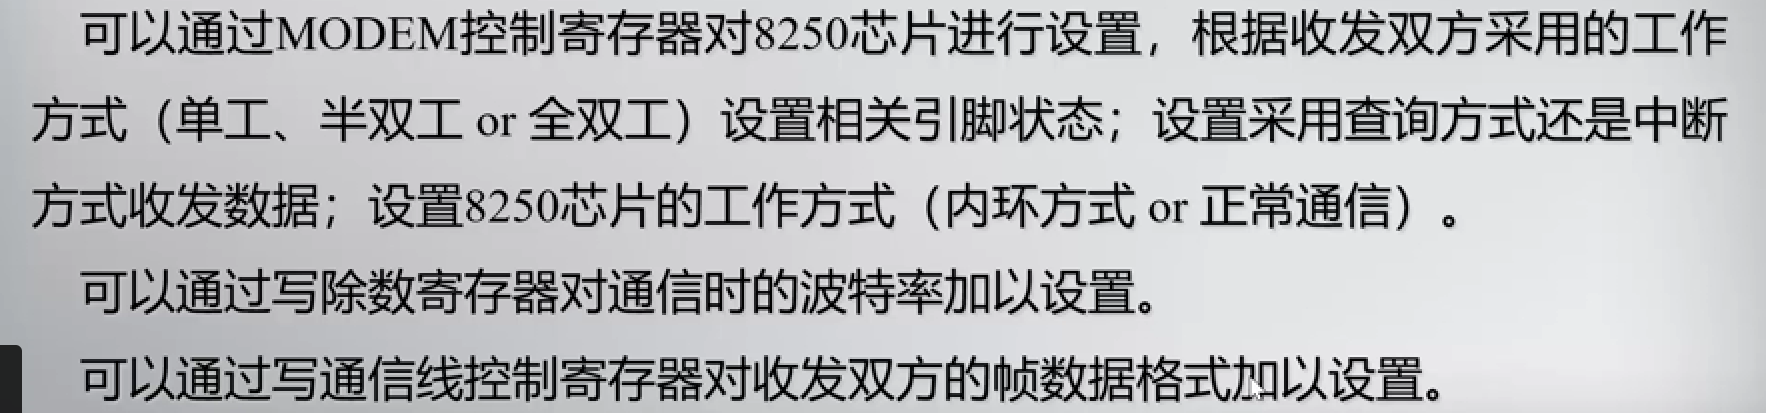 可以通过MODEM控制寄存器对8250芯片进行设置，根据收发双方采用的工作
方式（单工、半双工 or 全双工）设置相关引脚状态；设置采用查询方式还是中断
方式收发数据；设置8250芯片的工作方式（内环方式 or 正常通信）。
可以通过写除数寄存器对通信时的波特率加以设置。
可以通过写通信线控制寄存器对收发双方的帧数据格式加以设置。